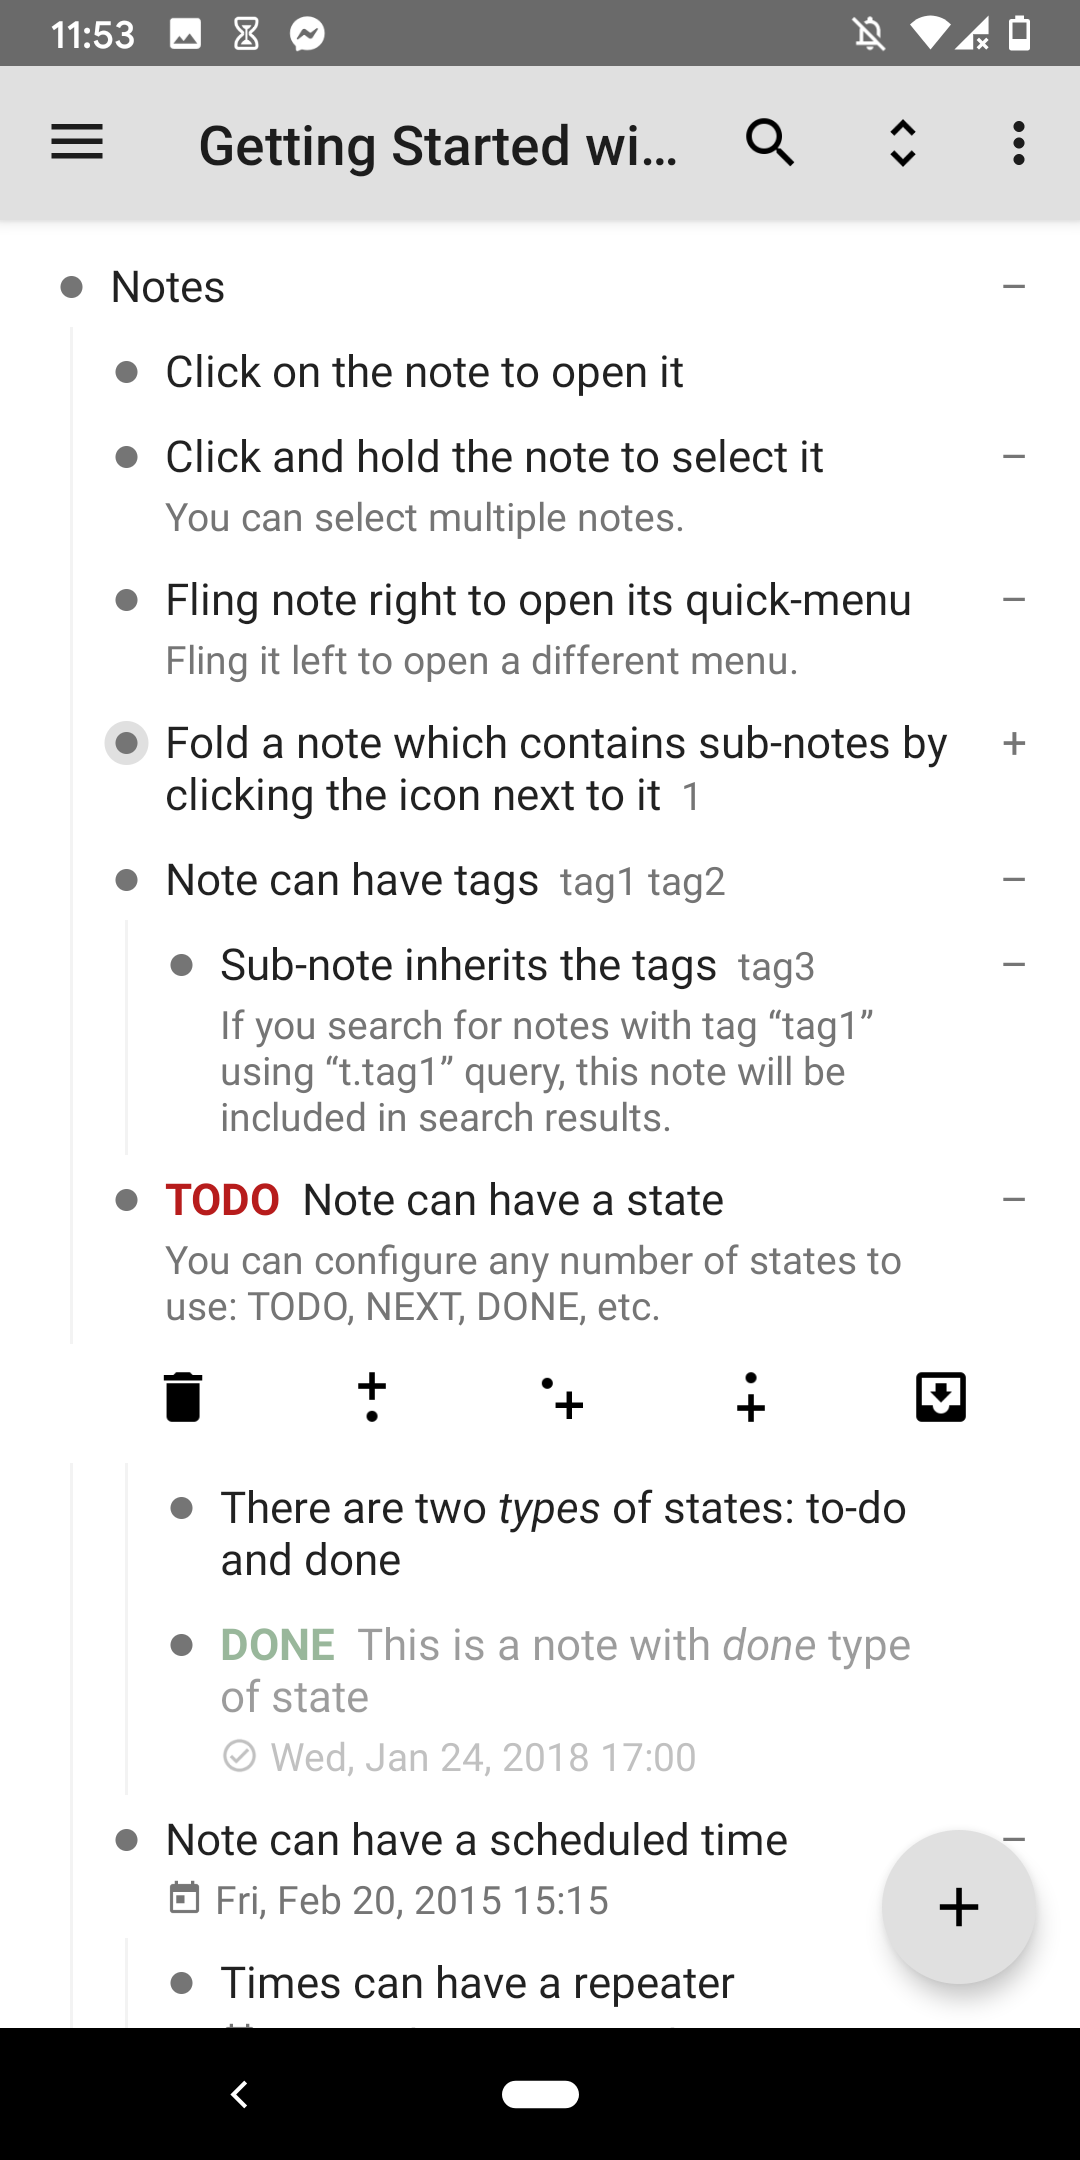 11:53
Getting Started wi...
Notes
Click on the note to open it
Click and hold the note to select it
You can select multiple notes.
Fling note right to open its quick-menu
Fling it left to open a different menu.
Fold a note which contains sub-notes by
clicking the icon next to it 1
Note can have tags tag1 tag2
Sub-note inherits the tags tag3
If you search for notes with tag “tag1”
using “t.tag1” query, this note will be
included in search results.
TODO Note can have a state
You can configure any number of states to
use: TODO, NEXT, DONE, etc.
There are two types of states: to-do
and done
DONE This is a note with done type
of state
Wed, Jan 24, 2018 17:00
Note can have a scheduled time
Fri, Feb 20, 2015 15:15
Times can have a repeater